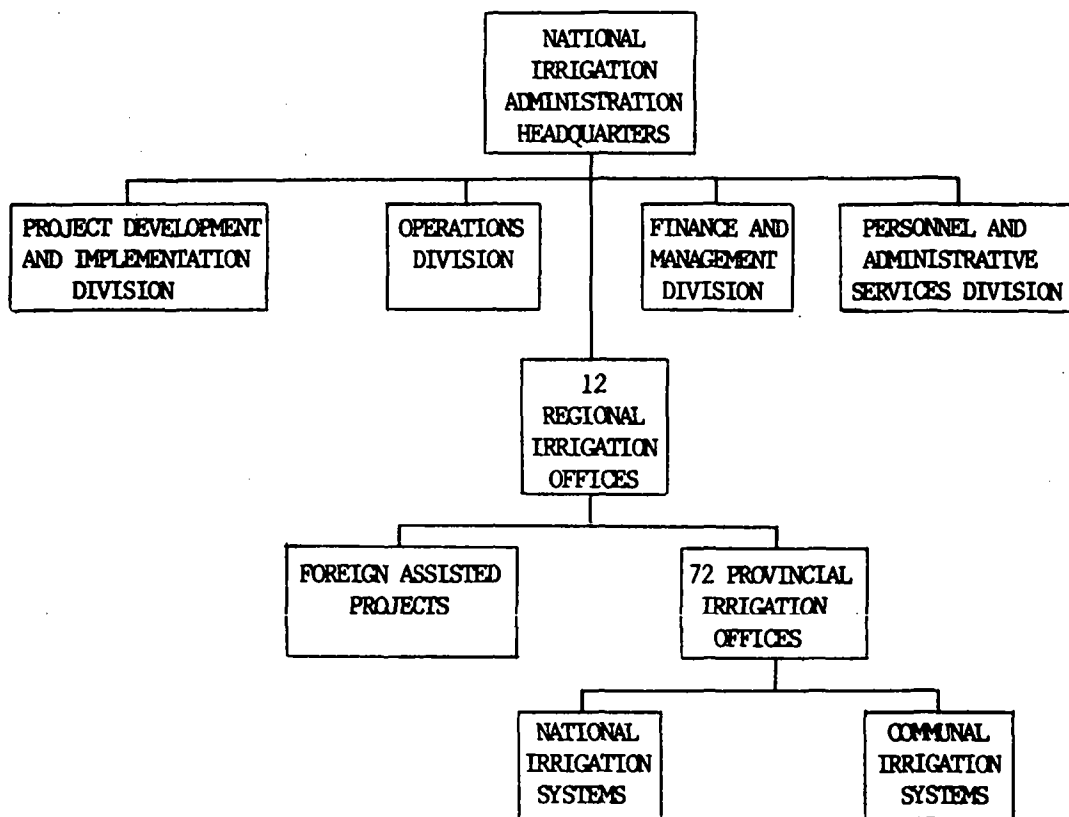 NATIONAL
IRRIGATION
ADMINISTRATION
HEADQUARTERS
PROJECT DEVELOPMENT
AND IMPLEMENTATION
DIVISION
OPERATIONS
DIVISION
FINANCE AND
MANAGEMENT
DIVISION
PERSONNEL AND
ADMINISTRATIVE
SERVICES DIVISION
12
REGIONAL
IRRIGATION
OFFICES
FOREIGN ASSISTED
PROJECTS
72 PROVINCIAL
IRRIGATION
OFFICES
NATIONAL
IRRIGATION
SYSTEMS
COMMUNAL
IRRIGATION
SYSTEMS